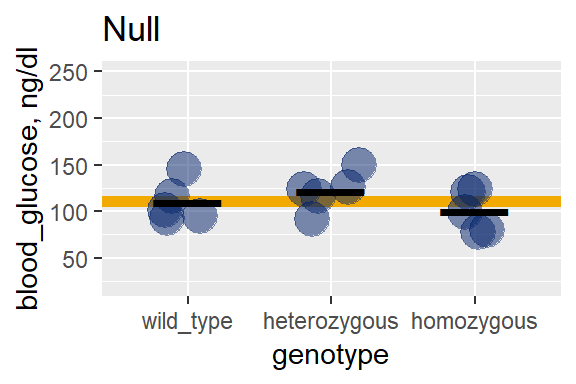 Null
blood_glucose, ng/dl
250
200
150
100
50
wild_type heterozygous homozygous
genotype